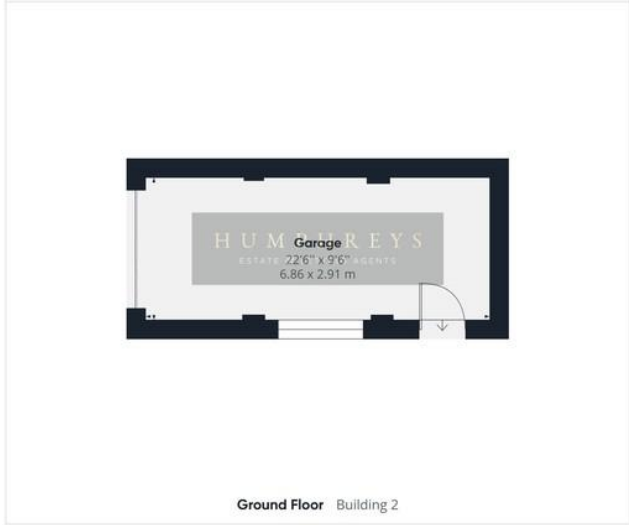 HUMPHREYS
Garage
ESTATE AGENTS
22'6" x 9'6"
6.86 x 2.91 m
Ground Floor Building 2